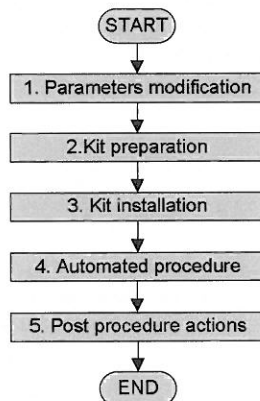 START
1. Parameters modification
2.Kit preparation
3. Kit installation
4. Automated procedure
5. Post procedure actions
END